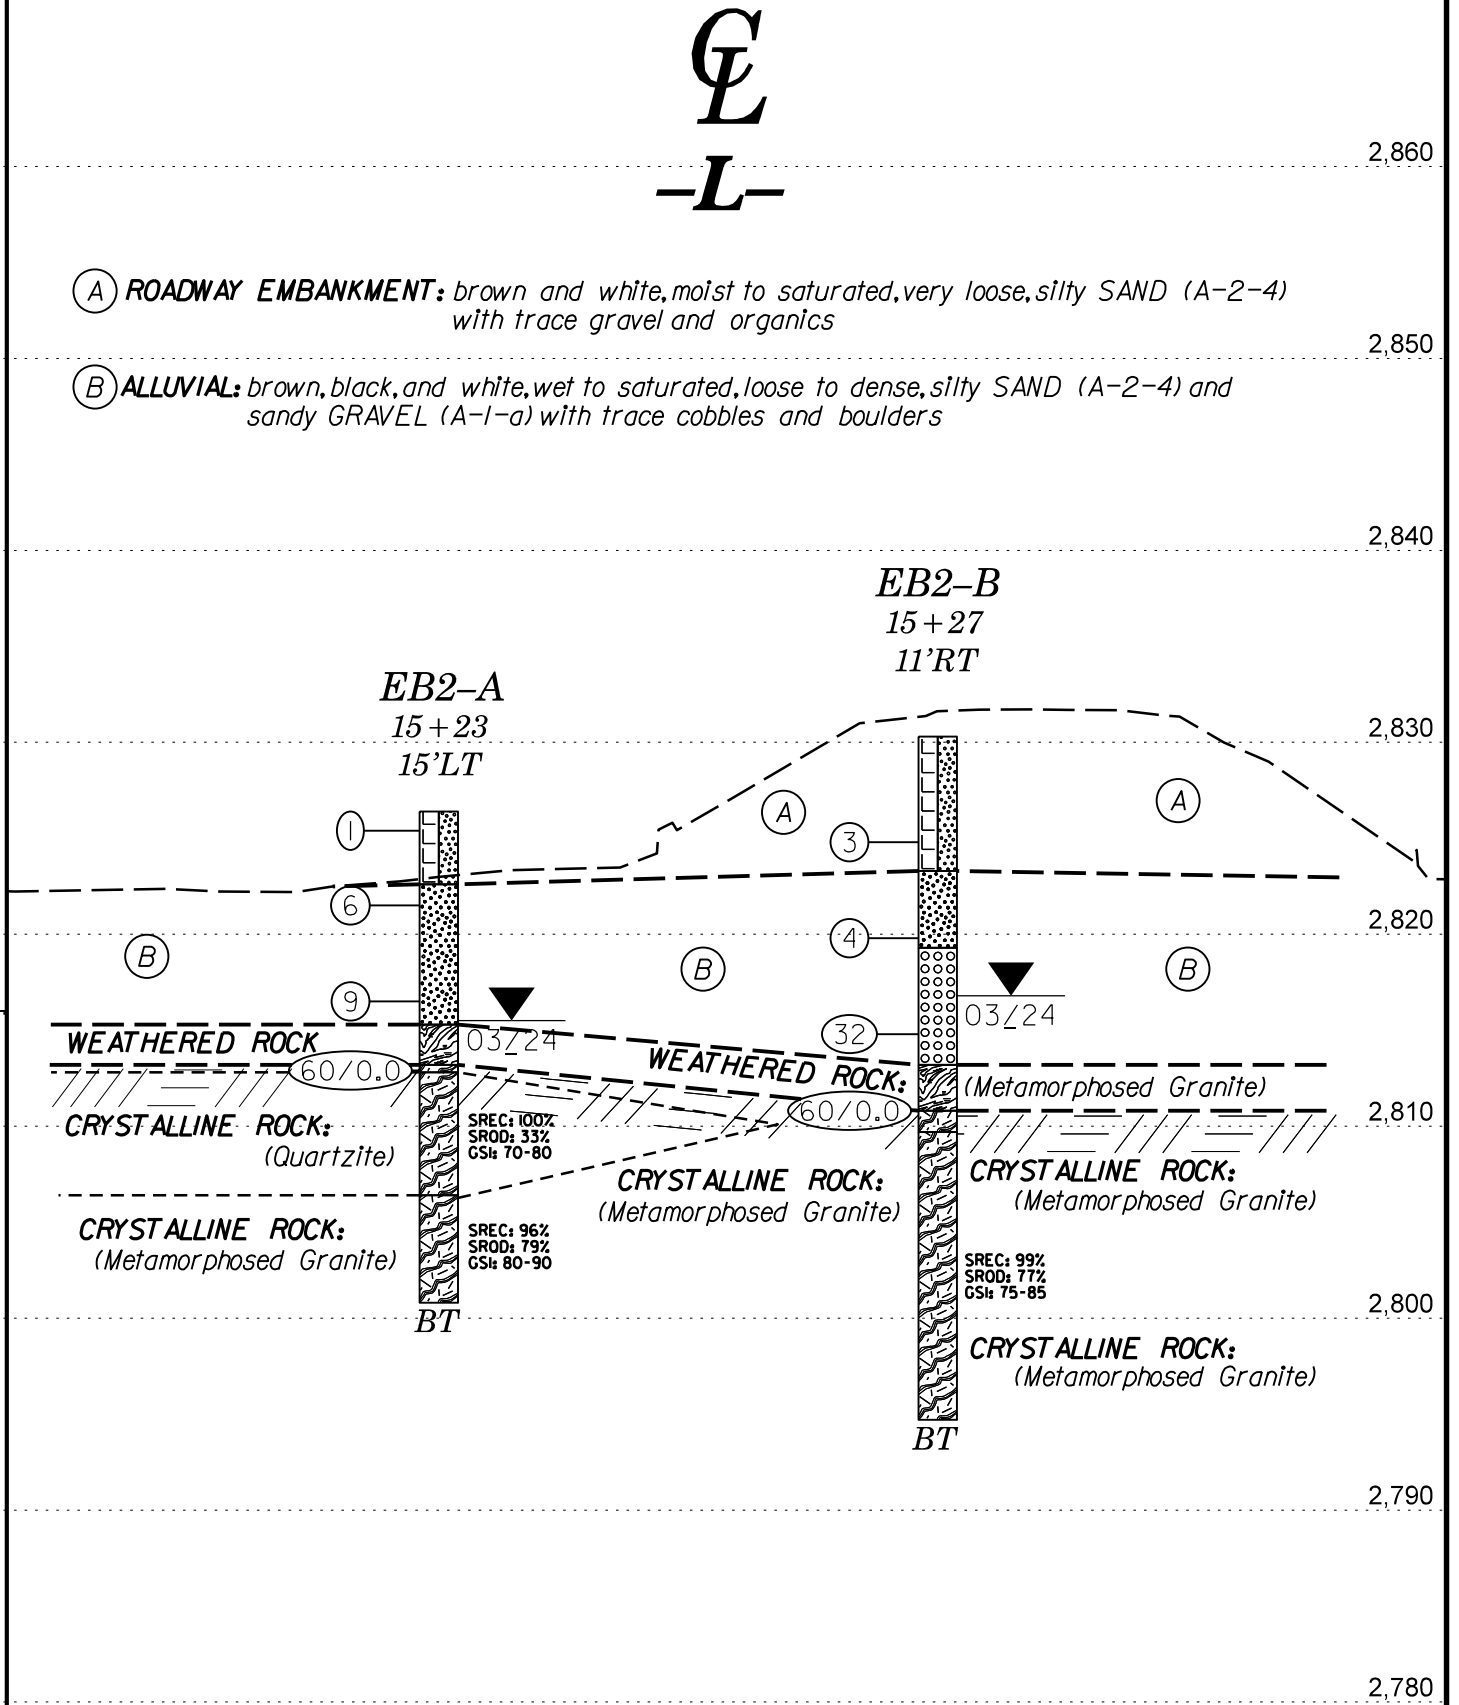 ℄
-L-
2,860
(A) ROADWAY EMBANKMENT: brown and white, moist to saturated, very loose, silty SAND (A-2-4)
with trace gravel and organics
2,850
(B) ALLUVIAL: brown, black, and white, wet to saturated, loose to dense, silty SAND (A-2-4) and
sandy GRAVEL (A-1-a) with trace cobbles and boulders
2,840
EB2-B
15+27
11'RT
EB2-A
15+23
15'LT
2,830
A
A
1
3
6
2,820
4
B
B
B
9
03/24
03/24
32
WEATHERED ROCK
WEATHERED ROCK:
(Metamorphosed Granite)
60/0.0
60/0.0
2,810
CRYSTALLINE ROCK:
(Quartzite)
SREC: 100%
SRQD: 33%
GSI: 70-80
CRYSTALLINE ROCK:
(Metamorphosed Granite)
CRYSTALLINE ROCK:
(Metamorphosed Granite)
CRYSTALLINE ROCK:
(Metamorphosed Granite)
SREC: 96%
SRQD: 79%
GSI: 80-90
SREC: 99%
SRQD: 77%
GSI: 75-85
2,800
BT
CRYSTALLINE ROCK:
(Metamorphosed Granite)
BT
2,790
2,780